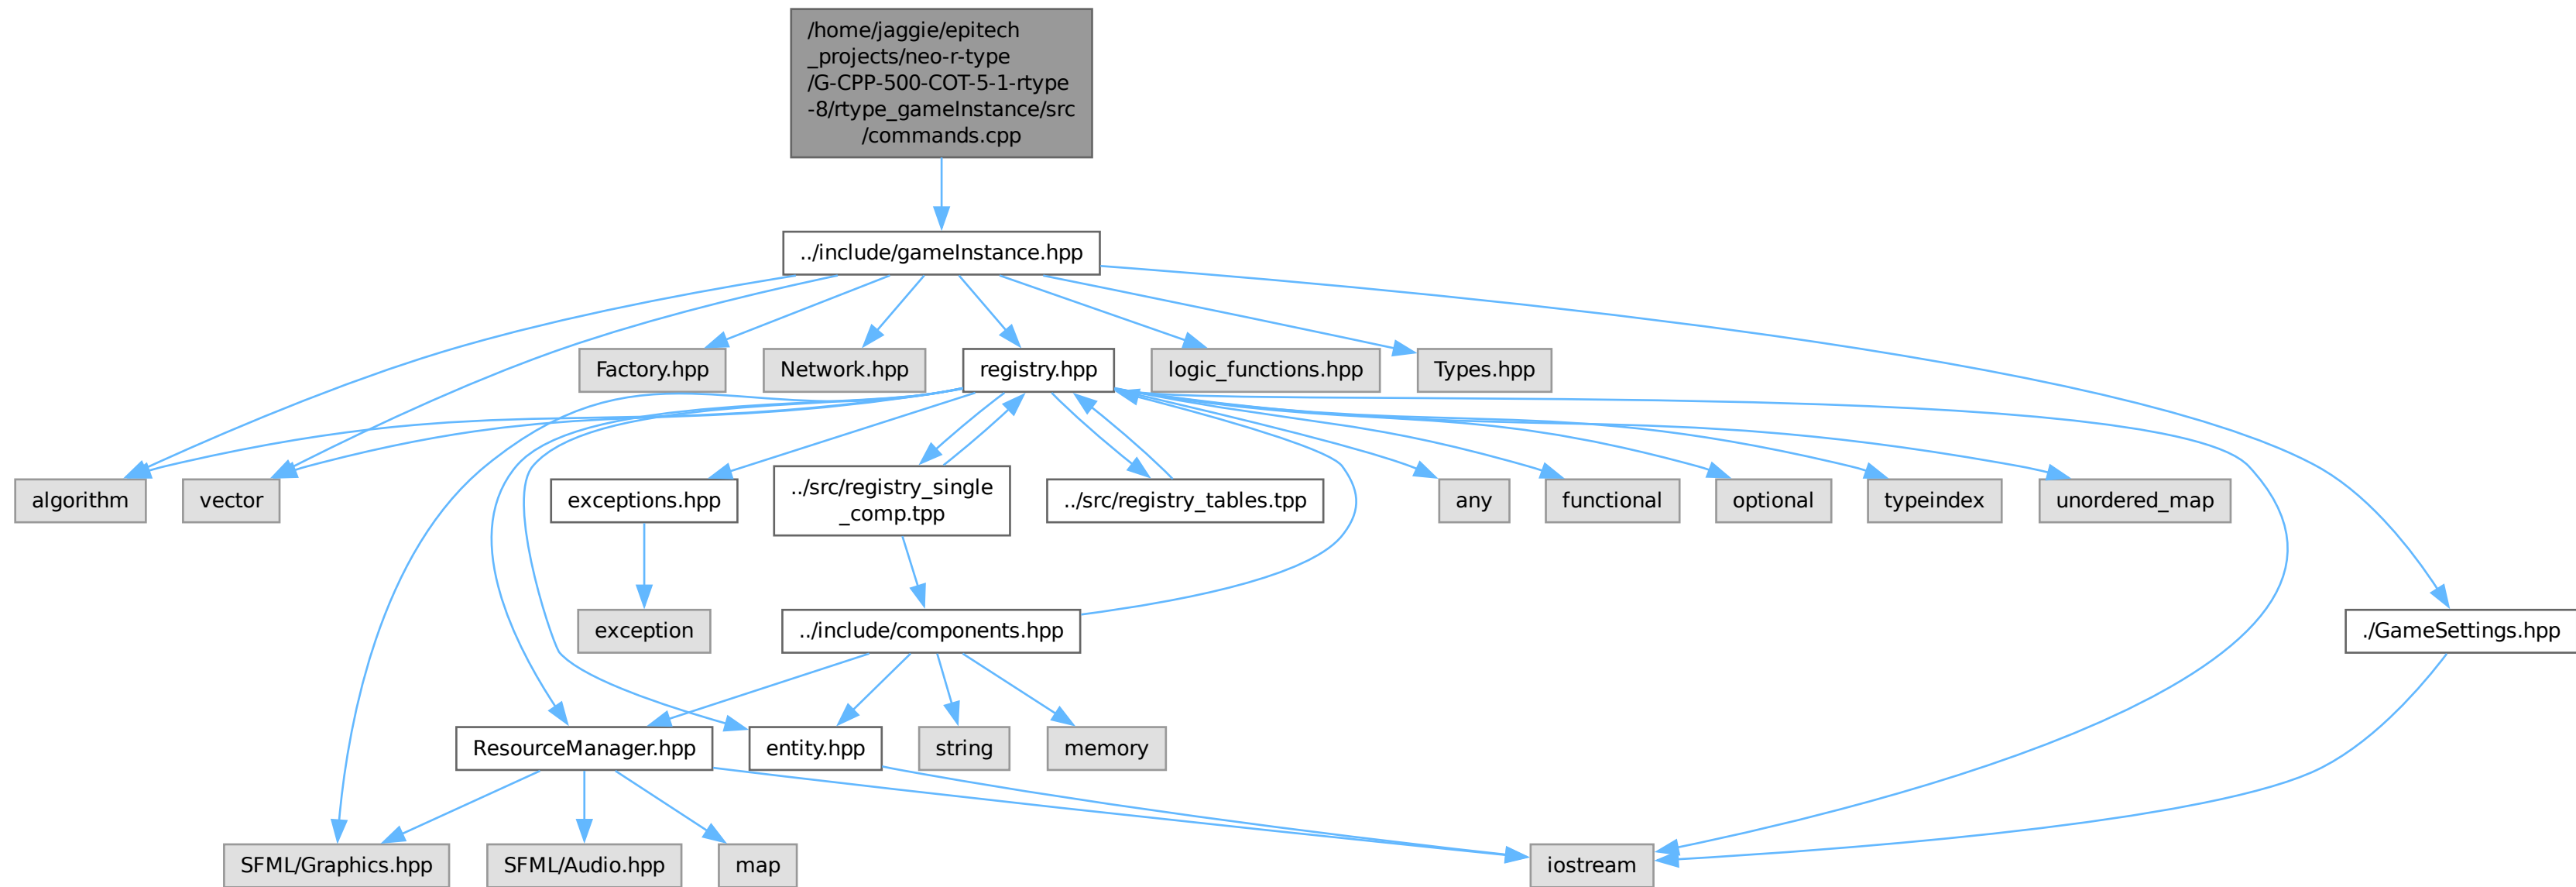 /home/jaggie/epitech
_projects/neo-r-type
/G-CPP-500-COT-5-1-rtype
-8/rtype_gameInstance/src
/commands.cpp
../include/gameInstance.hpp
Factory.hpp
Network.hpp
registry.hpp
logic_functions.hpp
Types.hpp
algorithm
vector
exceptions.hpp
../src/registry_single
_comp.tpp
../src/registry_tables.tpp
any
functional
optional
typeindex
unordered_map
exception
../include/components.hpp
./GameSettings.hpp
ResourceManager.hpp
entity.hpp
string
memory
SFML/Graphics.hpp
SFML/Audio.hpp
map
iostream